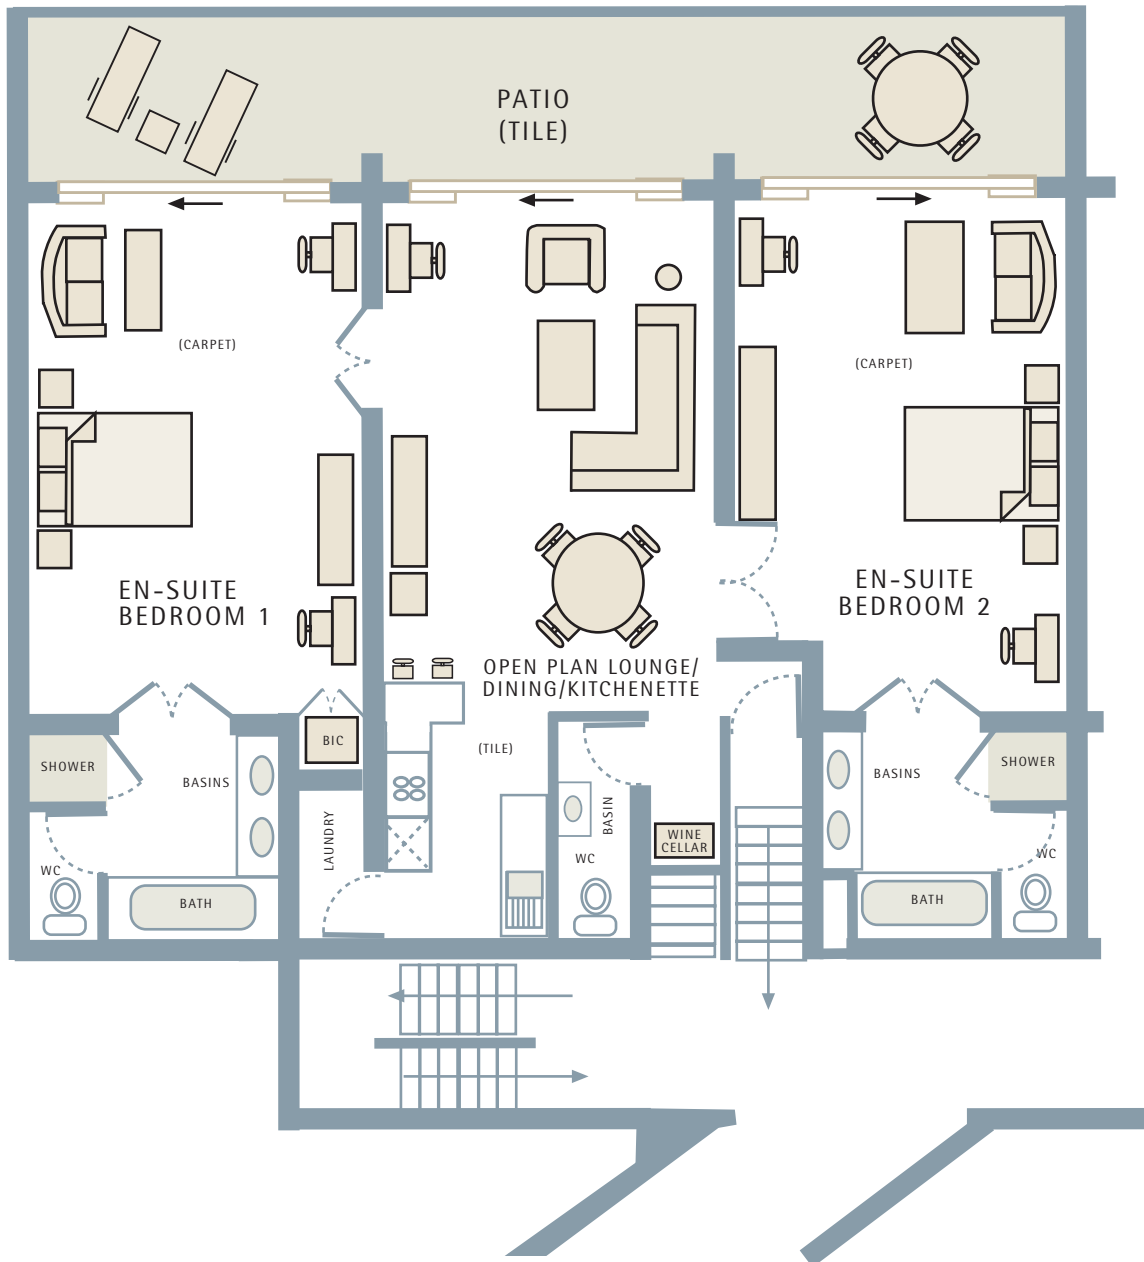 PATIO
(TILE)
(CARPET)
(CARPET)
EN-SUITE
BEDROOM 1
EN-SUITE
BEDROOM 2
OPEN PLAN LOUNGE/
DINING/KITCHENETTE
(TILE)
BIC
SHOWER
BASINS
WC
BATH
LAUNDRY
BASIN
WC
WINE
CELLAR
BASINS
SHOWER
WC
BATH